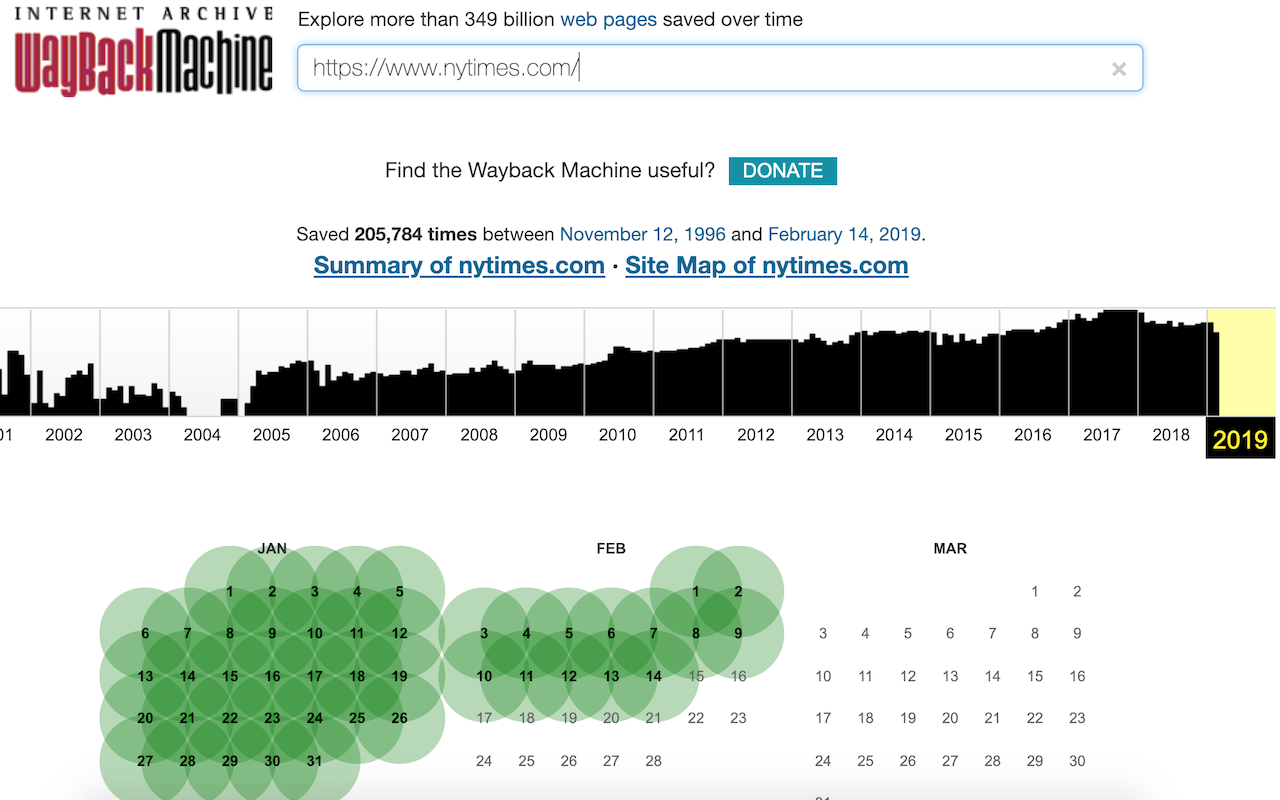 INTERNET ARCHIVE
WayBackMachine
Explore more than 349 billion web pages saved over time
https://www.nytimes.com/
×
Find the Wayback Machine useful? DONATE
Saved 205,784 times between November 12, 1996 and February 14, 2019.
Summary of nytimes.com · Site Map of nytimes.com
01 2002 2003 2004 2005 2006 2007 2008 2009 2010 2011 2012 2013 2014 2015 2016 2017 2018 2019
JAN
1 2 3 4 5
6 7 8 9 10 11 12
13 14 15 16 17 18 19
20 21 22 23 24 25 26
27 28 29 30 31
FEB
1 2
3 4 5 6 7 8 9
10 11 12 13 14 15 16
17 18 19 20 21 22 23
24 25 26 27 28
MAR
1 2
3 4 5 6 7 8 9
10 11 12 13 14 15 16
17 18 19 20 21 22 23
24 25 26 27 28 29 30